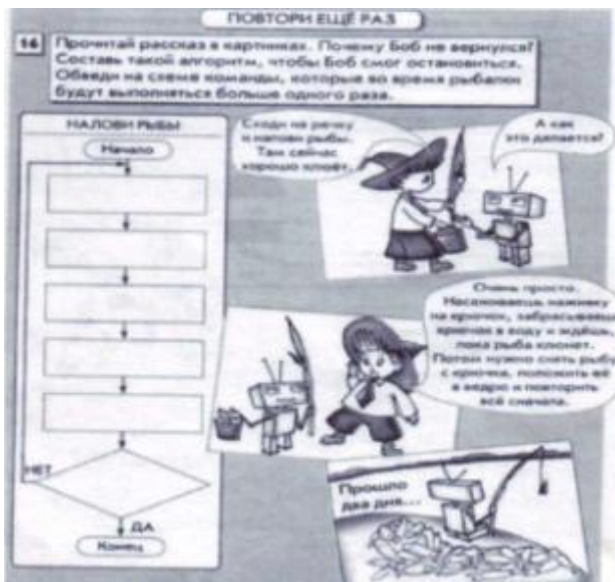 ПОВТОРИ ЕЩЁ РАЗ
16 Прочитай рассказ в картинках. Почему Боб не вернулся?
Составь такой алгоритм, чтобы Боб смог остановиться.
Обведи на схеме команды, которые во время рыбалки
будут выполняться больше одного раза.
НАЛОВИ РЫБЫ
Начало
НЕТ
ДА
Конец
Сходи на речку
и налови рыбы.
Там сейчас
хорошо клюёт.
А как
это делается?
Очень просто.
Насаживаешь наживку
на крючок, забрасываешь
крючок в воду и ждёшь,
пока рыба клюнет.
Потом нужно снять рыбу
с крючка, положить её
в ведро и повторить
всё сначала.
Прошло
два дня...